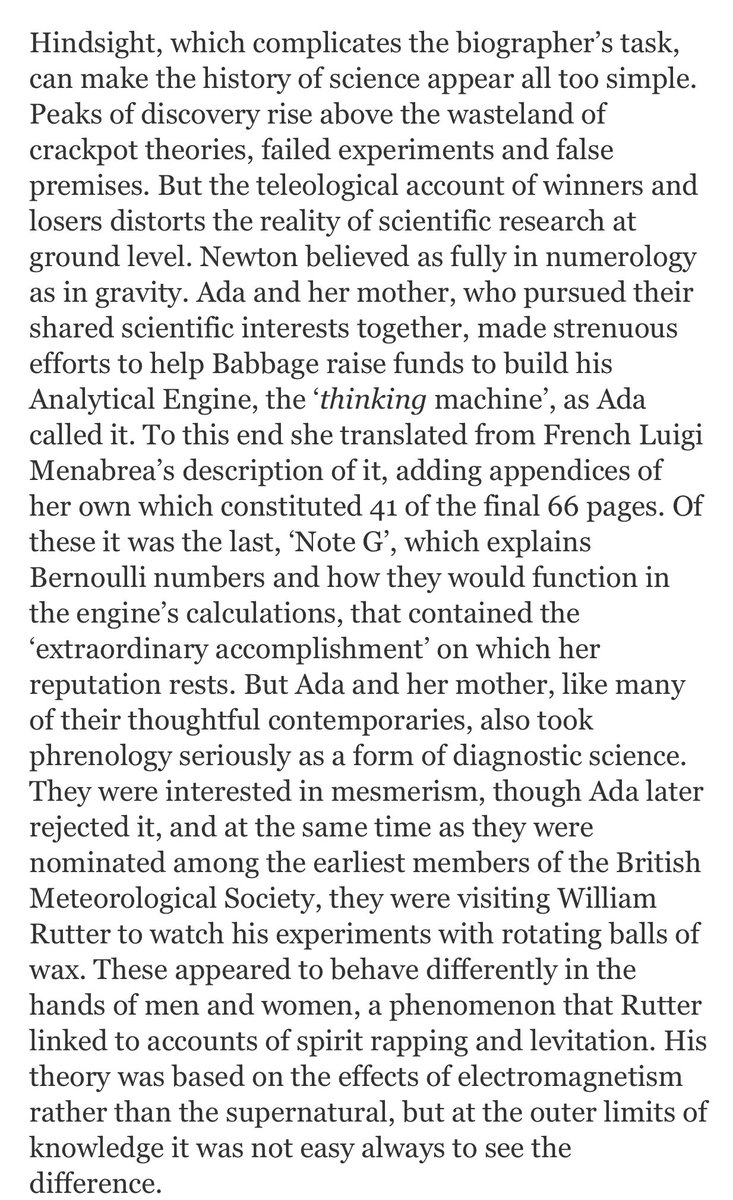 Hindsight, which complicates the biographer’s task,
can make the history of science appear all too simple.
Peaks of discovery rise above the wasteland of
crackpot theories, failed experiments and false
premises. But the teleological account of winners and
losers distorts the reality of scientific research at
ground level. Newton believed as fully in numerology
as in gravity. Ada and her mother, who pursued their
shared scientific interests together, made strenuous
efforts to help Babbage raise funds to build his
Analytical Engine, the ‘thinking machine’, as Ada
called it. To this end she translated from French Luigi
Menabrea’s description of it, adding appendices of
her own which constituted 41 of the final 66 pages. Of
these it was the last, ‘Note G’, which explains
Bernoulli numbers and how they would function in
the engine’s calculations, that contained the
‘extraordinary accomplishment’ on which her
reputation rests. But Ada and her mother, like many
of their thoughtful contemporaries, also took
phrenology seriously as a form of diagnostic science.
They were interested in mesmerism, though Ada later
rejected it, and at the same time as they were
nominated among the earliest members of the British
Meteorological Society, they were visiting William
Rutter to watch his experiments with rotating balls of
wax. These appeared to behave differently in the
hands of men and women, a phenomenon that Rutter
linked to accounts of spirit rapping and levitation. His
theory was based on the effects of electromagnetism
rather than the supernatural, but at the outer limits of
knowledge it was not easy always to see the
difference.